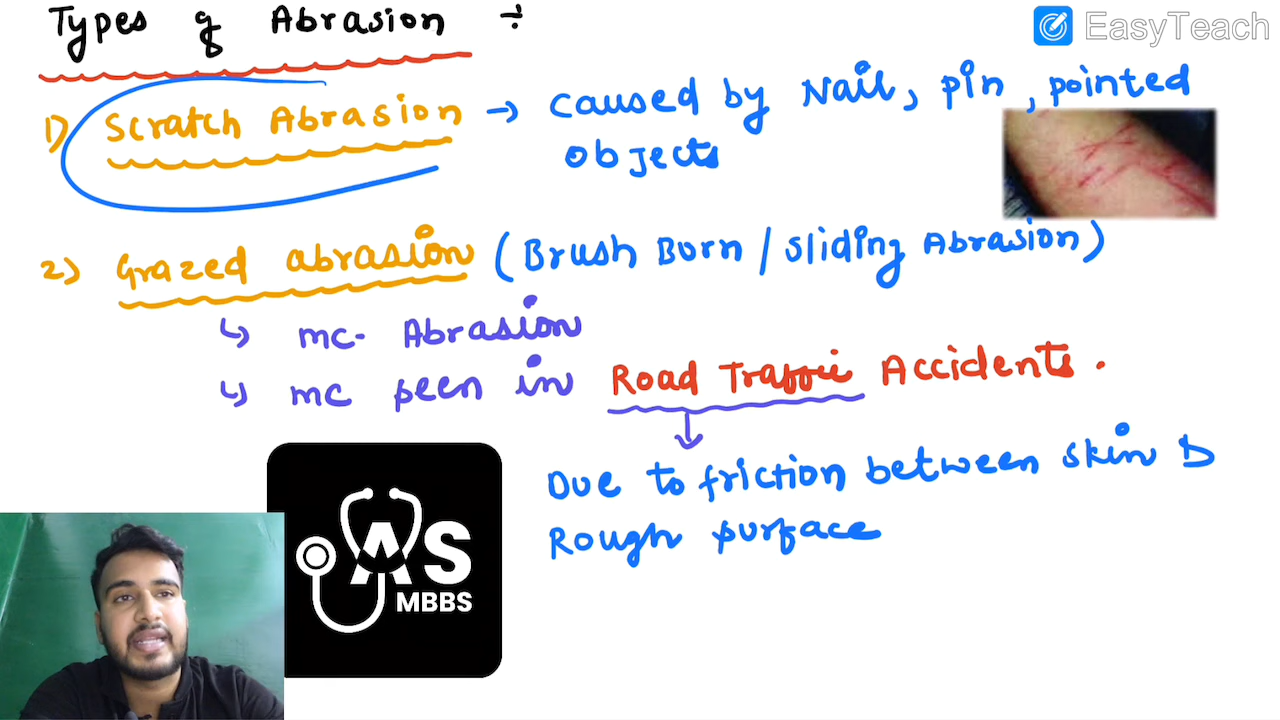 EasyTeach
Types of Abrasion ÷
1) Scratch Abrasion → caused by Nail, pin, pointed
objects
2) Grazed abrasion (Brush Burn / sliding Abrasion)
↳ mc- Abrasion
↳ mc seen in Road Traffic Accidents.
Due to friction between skin &
Rough surface
AS
MBBS